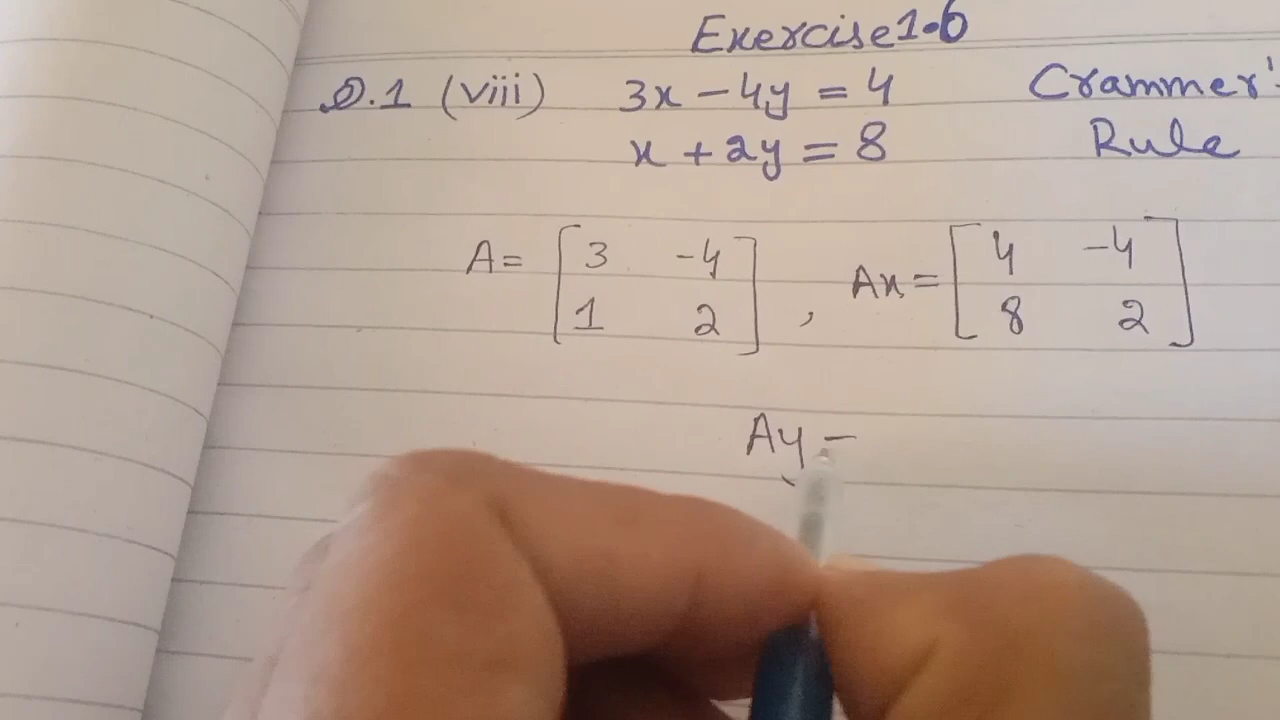 Exercise 1.6
Q.1 (viii) 3x - 4y = 4 Crammer's
x + 2y = 8 Rule
A = [3 -4
1 2] , Ax = [4 -4
8 2]
Ay =